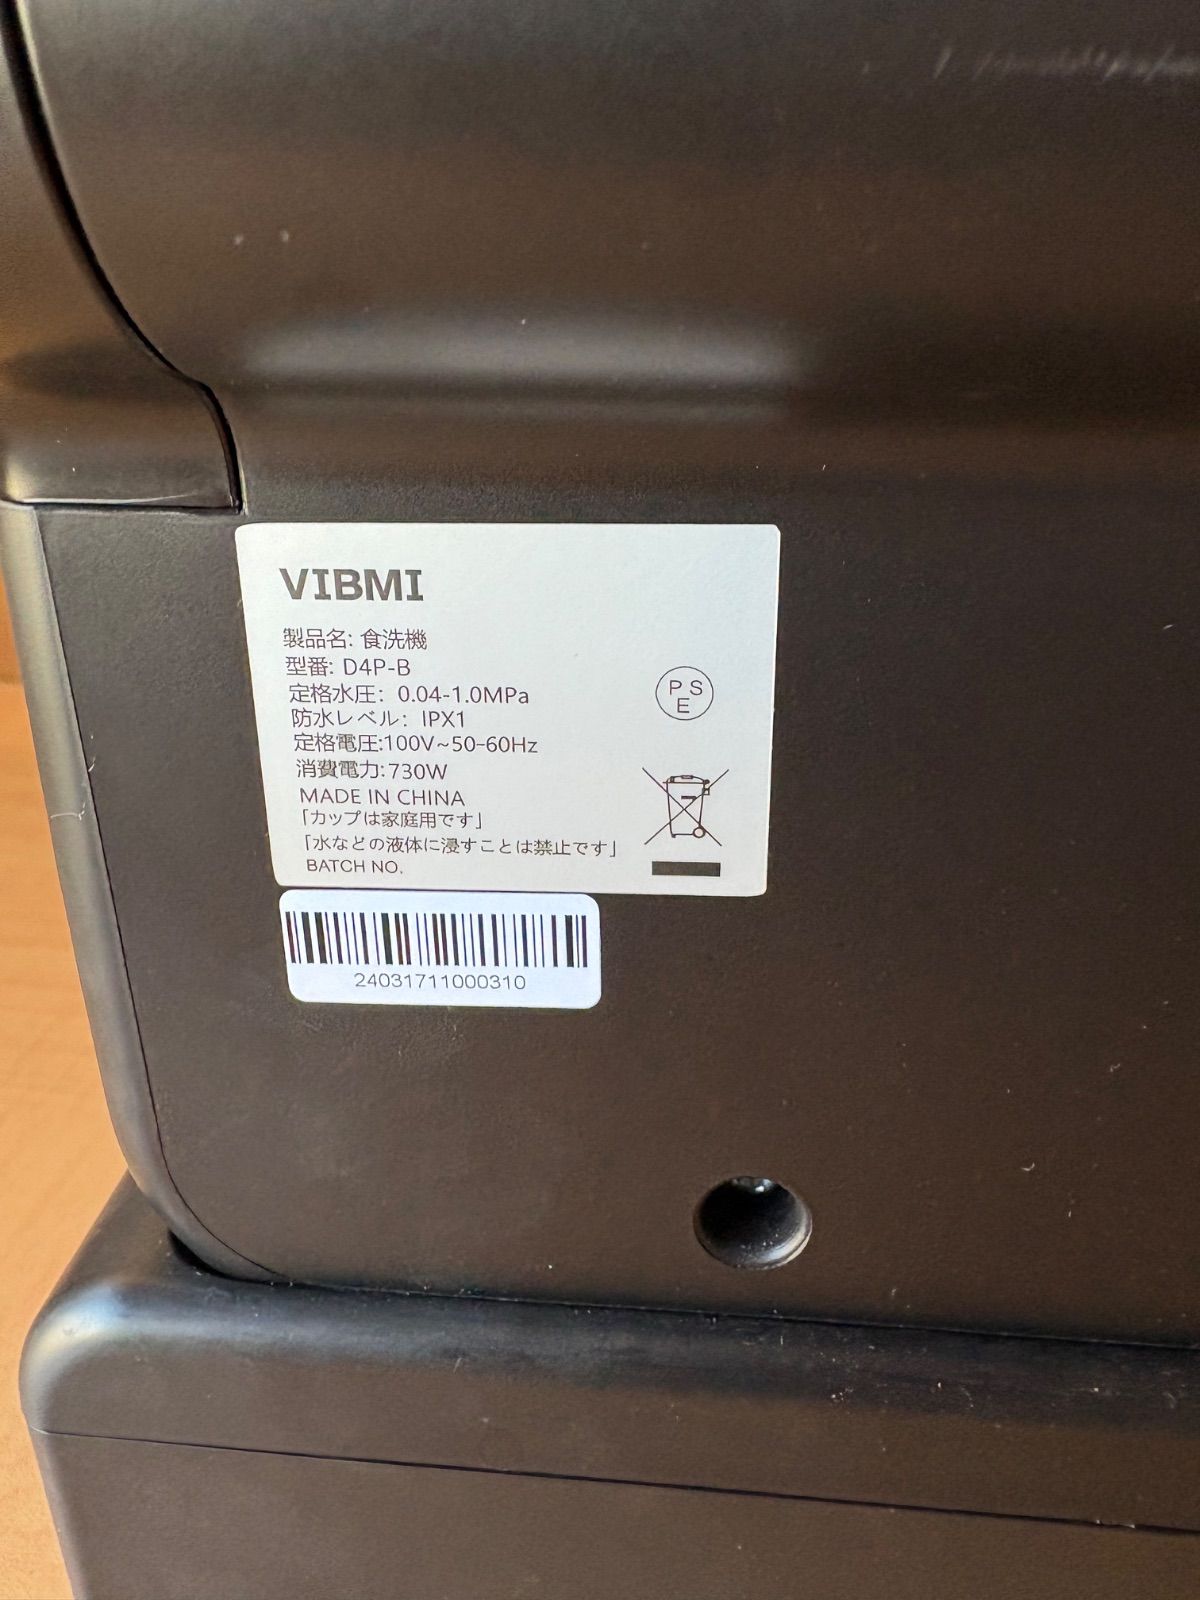 VIBMI
製品名: 食洗機
型番: D4P-B
定格水圧: 0.04-1.0MPa
防水レベル: IPX1
定格電圧:100V~50-60Hz
消費電力:730W
MADE IN CHINA
「カップは家庭用です」
「水などの液体に浸すことは禁止です」
BATCH NO.
PSE
24031711000310